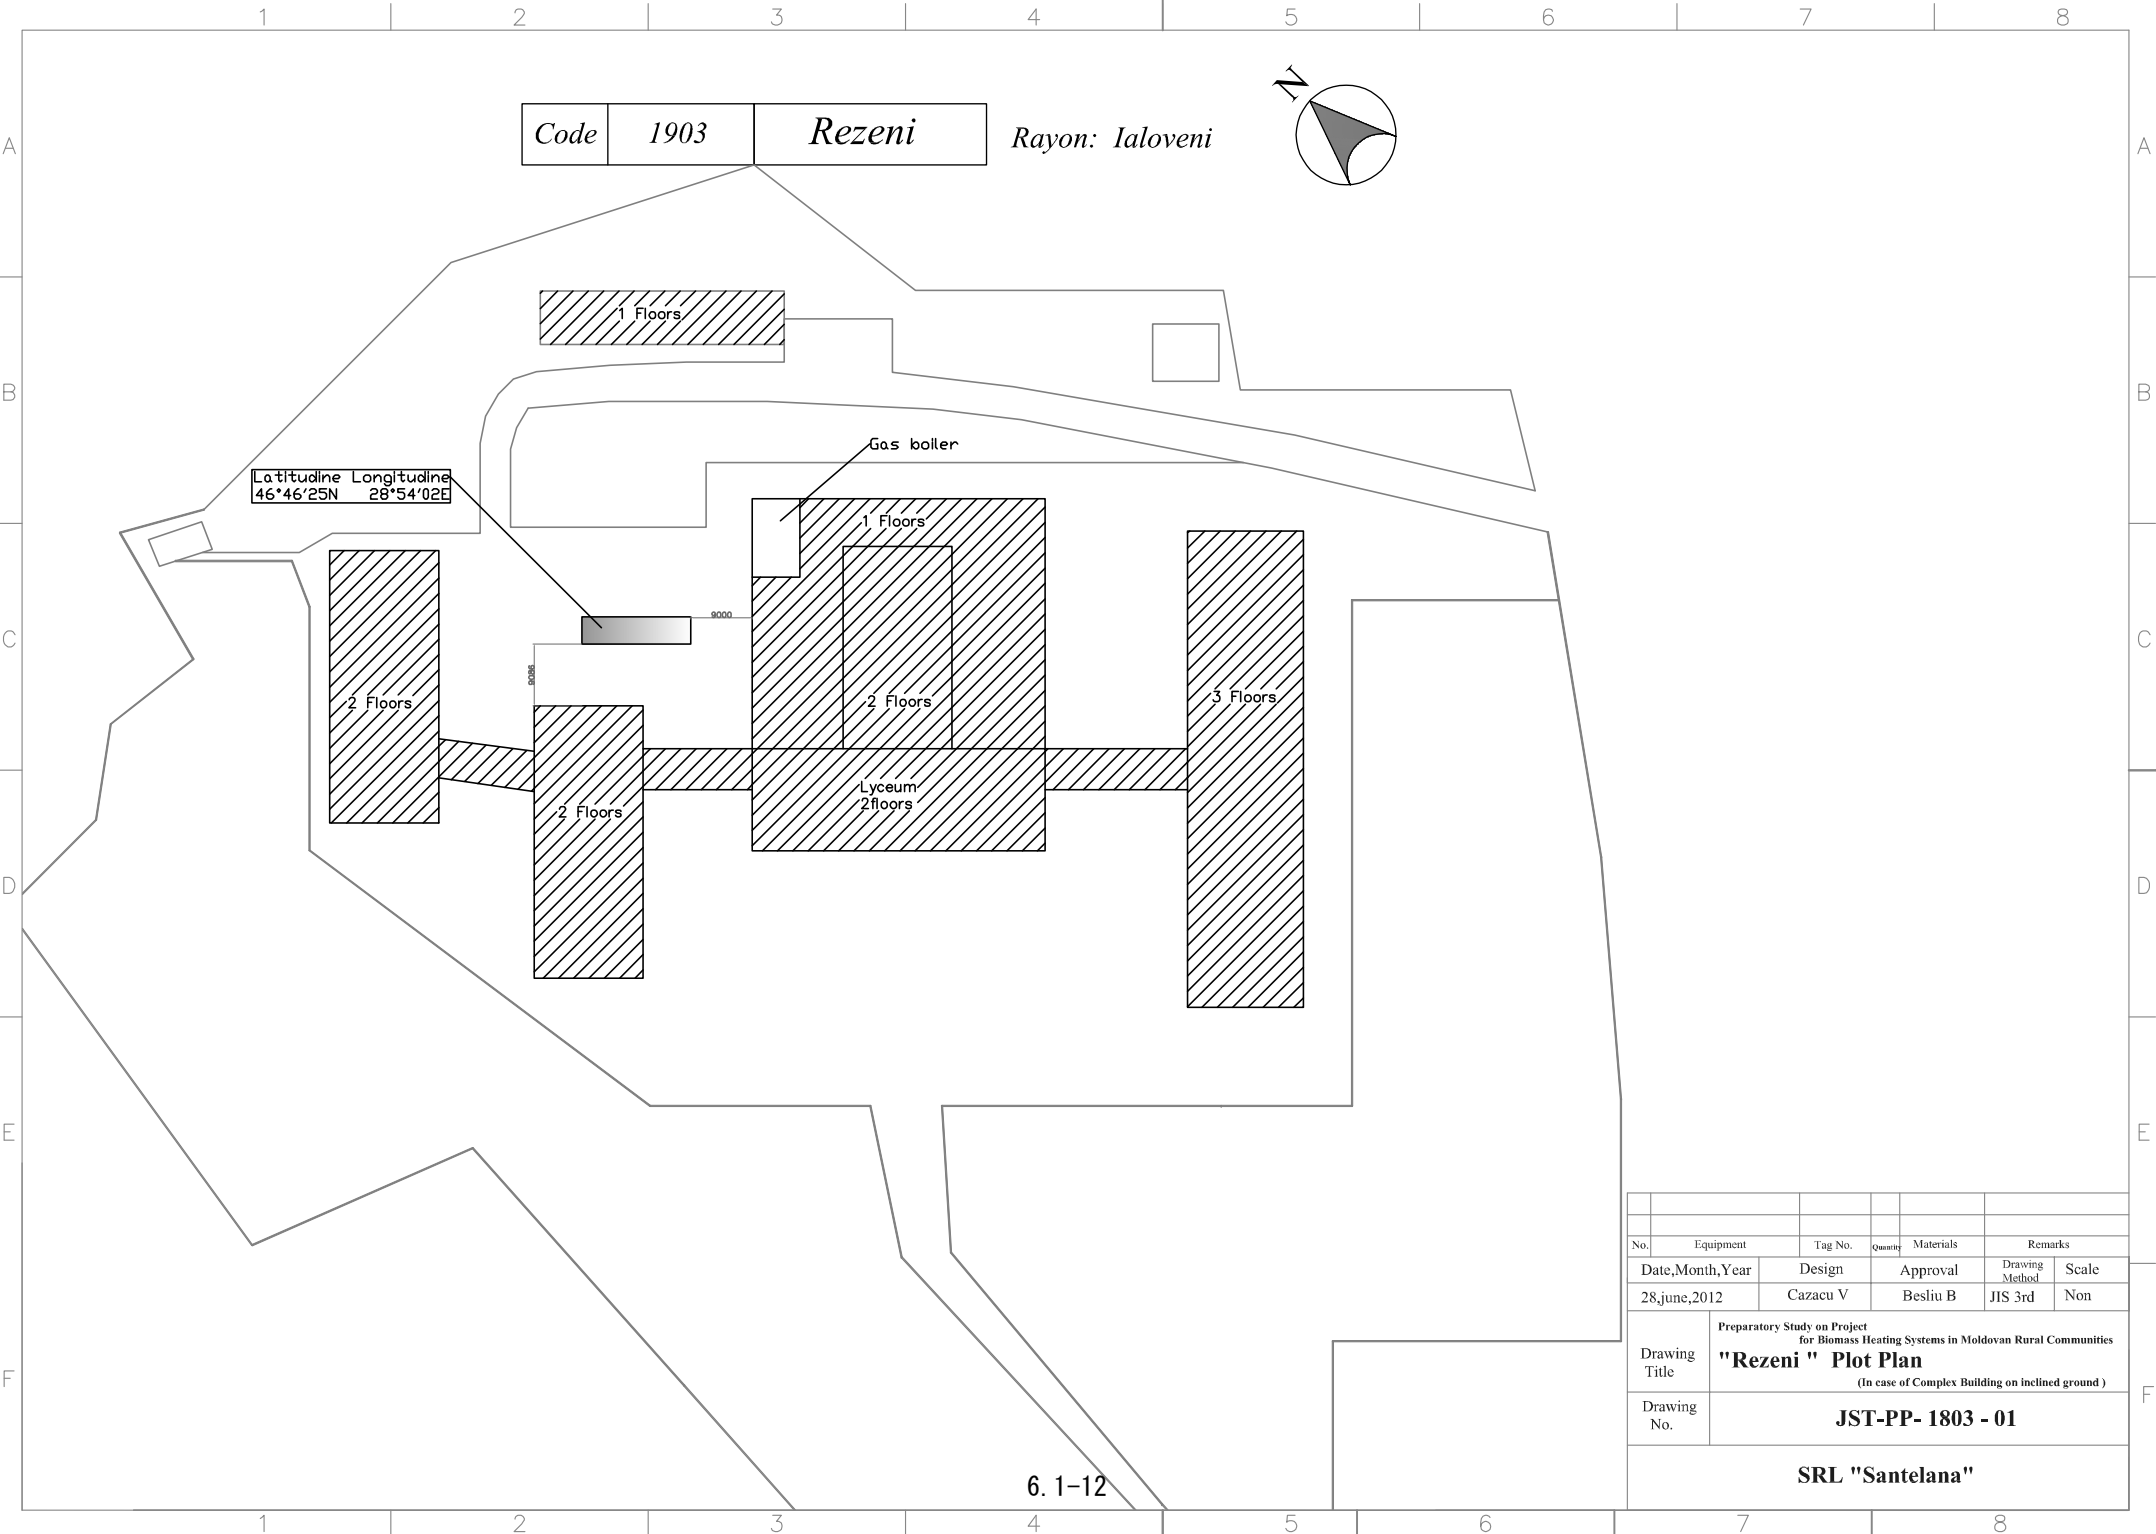 1 2 3 4 5 6 7 8
N
Code 1903 Rezeni Rayon: Ialoveni
A A
1 Floors
B B
Gas boiler
Latitudine Longitudine
46°46'25N 28°54'02E
1 Floors
9000
C C
9086
2 Floors
2 Floors
3 Floors
Lyceum
2floors
2 Floors
D D
E E
No. Equipment Tag No. Quantity Materials Remarks
Date,Month,Year Design Approval Drawing Method Scale
28,june,2012 Cazacu V Besliu B JIS 3rd Non
Drawing Title
Preparatory Study on Project
for Biomass Heating Systems in Moldovan Rural Communities
"Rezeni " Plot Plan
(In case of Complex Building on inclined ground )
F F
Drawing No.
JST-PP- 1803 - 01
SRL "Santelana"
6. 1-12
1 2 3 4 5 6 7 8